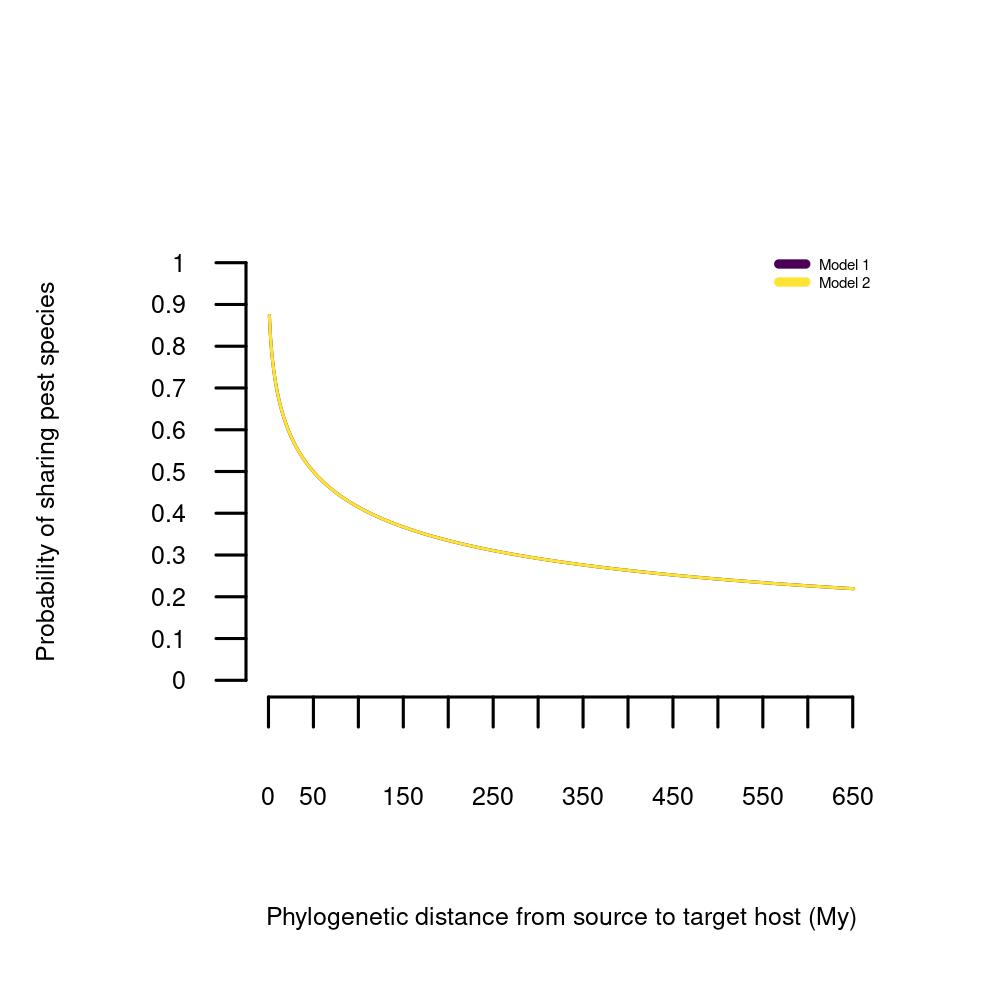 Model 1
Model 2
Probability of sharing pest species
1
0.9
0.8
0.7
0.6
0.5
0.4
0.3
0.2
0.1
0
0 50 150 250 350 450 550 650
Phylogenetic distance from source to target host (My)